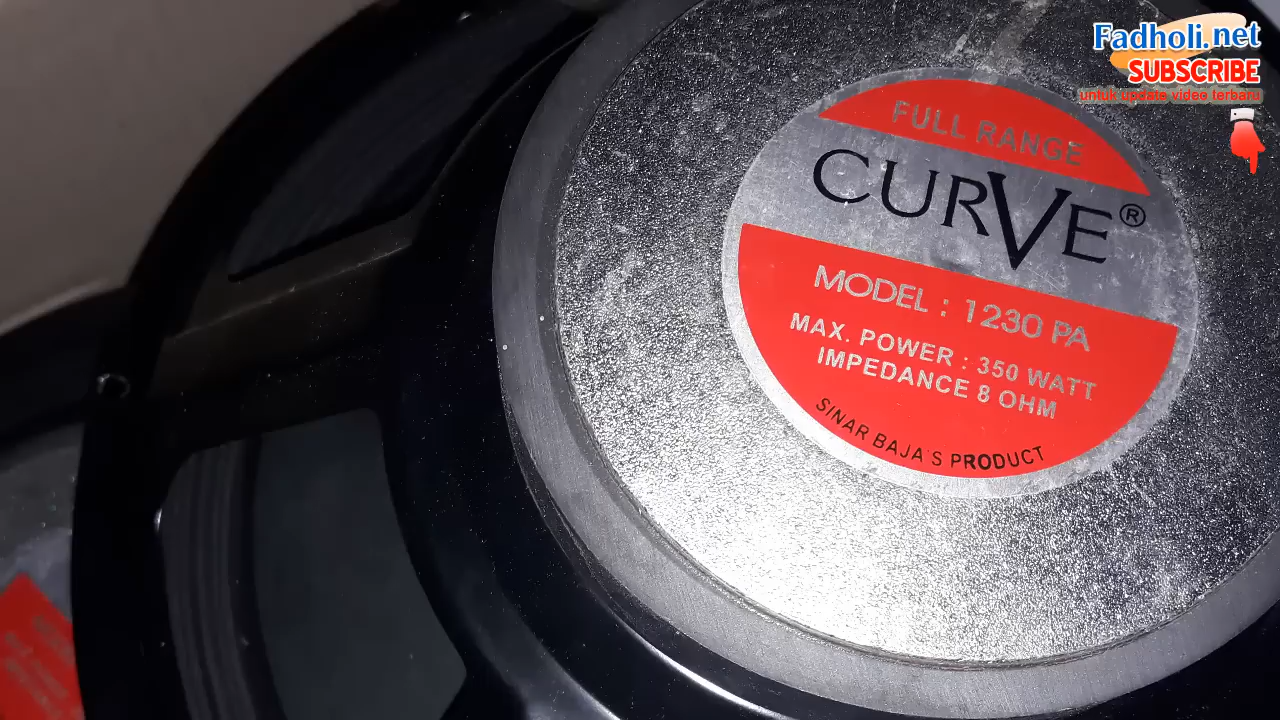 Fadholi.net
SUBSCRIBE
untuk update video terbaru
FULL RANGE
CURVE®
MODEL : 1230 PA
MAX. POWER : 350 WATT
IMPEDANCE 8 OHM
SINAR BAJA'S PRODUCT